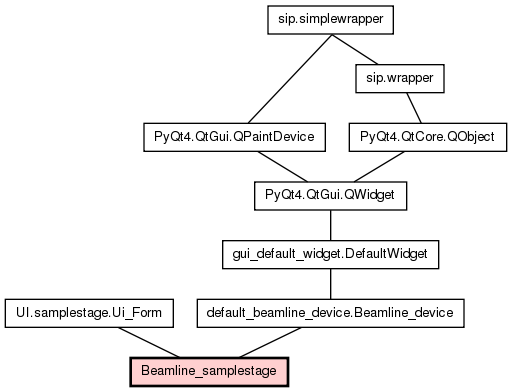 sip.simplewrapper
sip.wrapper
PyQt4.QtGui.QPaintDevice
PyQt4.QtCore.QObject
PyQt4.QtGui.QWidget
gui_default_widget.DefaultWidget
UI.samplestage.Ui_Form
default_beamline_device.Beamline_device
Beamline_samplestage